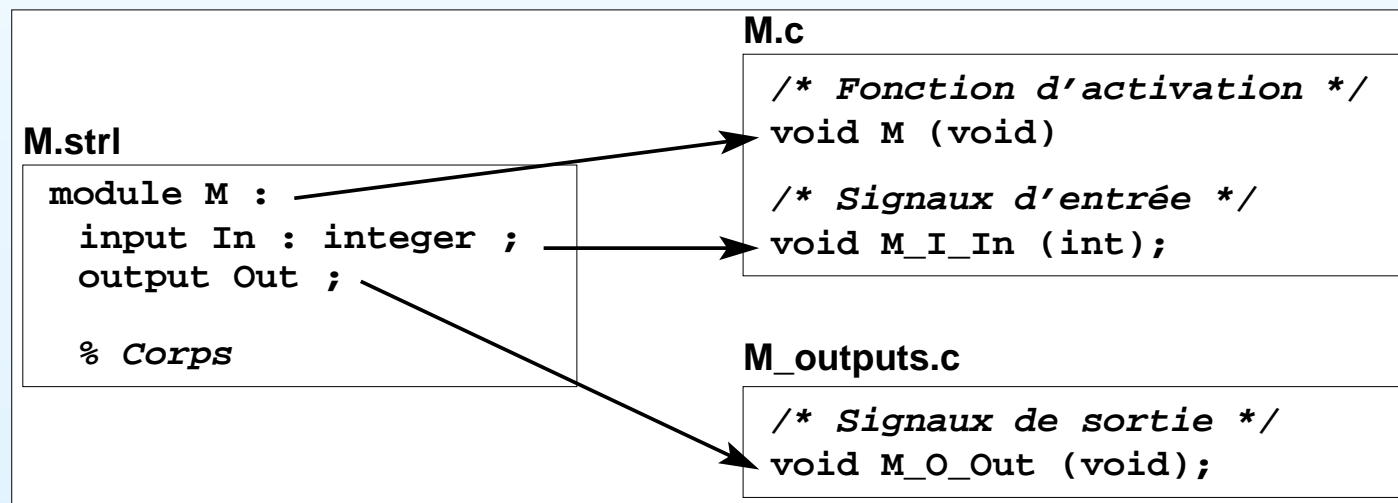 M.strl
module M :
input In : integer ;
output Out ;
% Corps
M.c
/* Fonction d'activation */
void M (void)
/* Signaux d'entrée */
void M_I_In (int);
M_outputs.c
/* Signaux de sortie */
void M_O_Out (void);